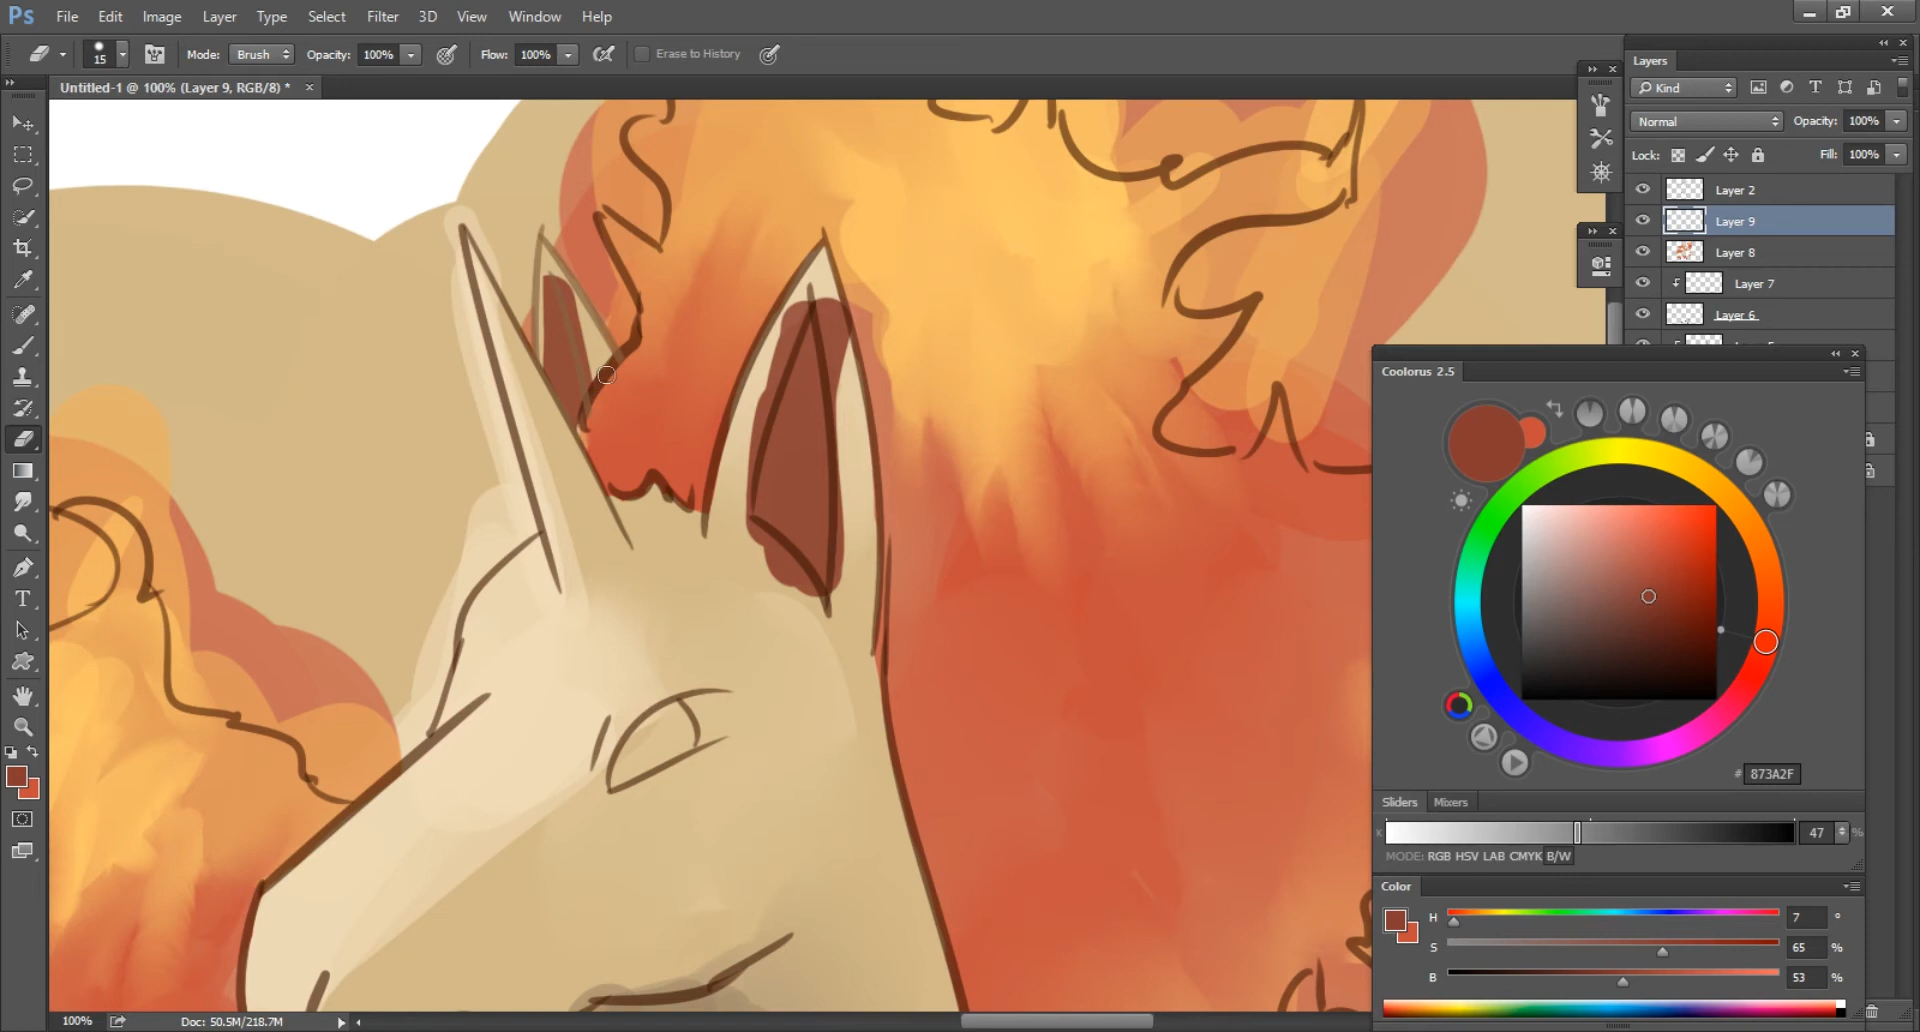 Ps File Edit Image Layer Type Select Filter 3D View Window Help
15 Mode: Brush Opacity: 100% Flow: 100% Erase to History
Untitled-1 @ 100% (Layer 9, RGB/8) *
Layers
Kind
Normal Opacity: 100%
Lock: Fill: 100%
Layer 2
Layer 9
Layer 8
Layer 7
Layer 6
Coolorus 2.5
# 873A2F
Sliders Mixers
K 47 %
MODE: RGB HSV LAB CMYK B/W
Color
H 7 °
S 65 %
B 53 %
100% Doc: 50.5M/218.7M